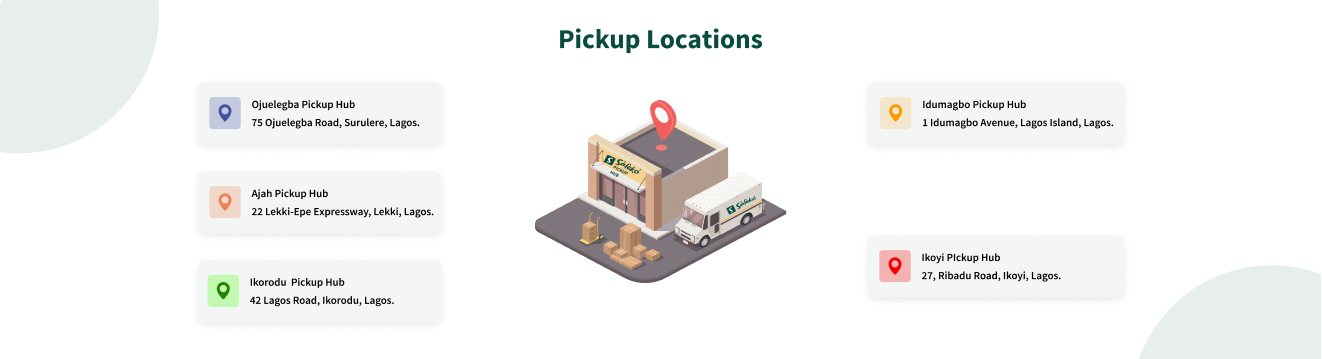 Pickup Locations
Ojuelegba Pickup Hub
75 Ojuelegba Road, Surulere, Lagos.
Ajah Pickup Hub
22 Lekki-Epe Expressway, Lekki, Lagos.
Ikorodu Pickup Hub
42 Lagos Road, Ikorodu, Lagos.
PICKUP
HUB
Idumagbo Pickup Hub
1 Idumagbo Avenue, Lagos Island, Lagos.
Ikoyi PIckup Hub
27, Ribadu Road, Ikoyi, Lagos.